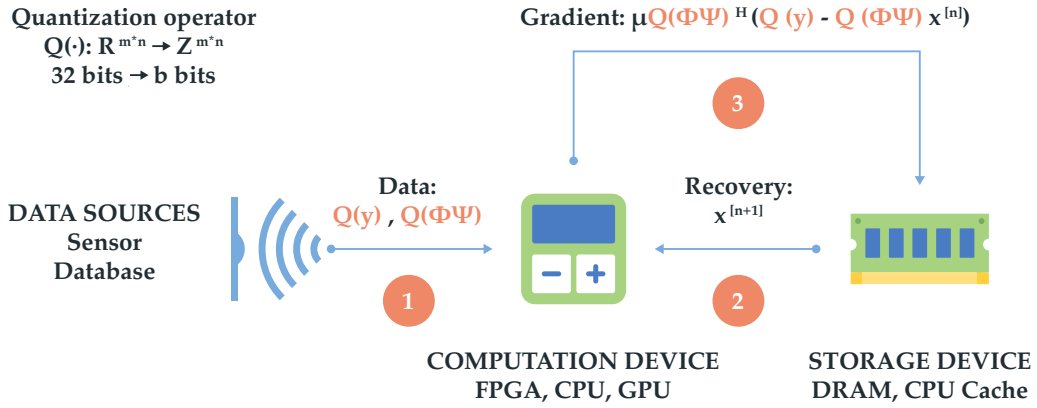 Quantization operator
Q(·): R^{m*n} → Z^{m*n}
32 bits → b bits
Gradient: μQ(ΦΨ)^H (Q (y) - Q (ΦΨ) x^{[n]})
3
DATA SOURCES
Sensor
Database
Data:
Q(y) , Q(ΦΨ)
1
Recovery:
x^{[n+1]}
2
COMPUTATION DEVICE
FPGA, CPU, GPU
STORAGE DEVICE
DRAM, CPU Cache